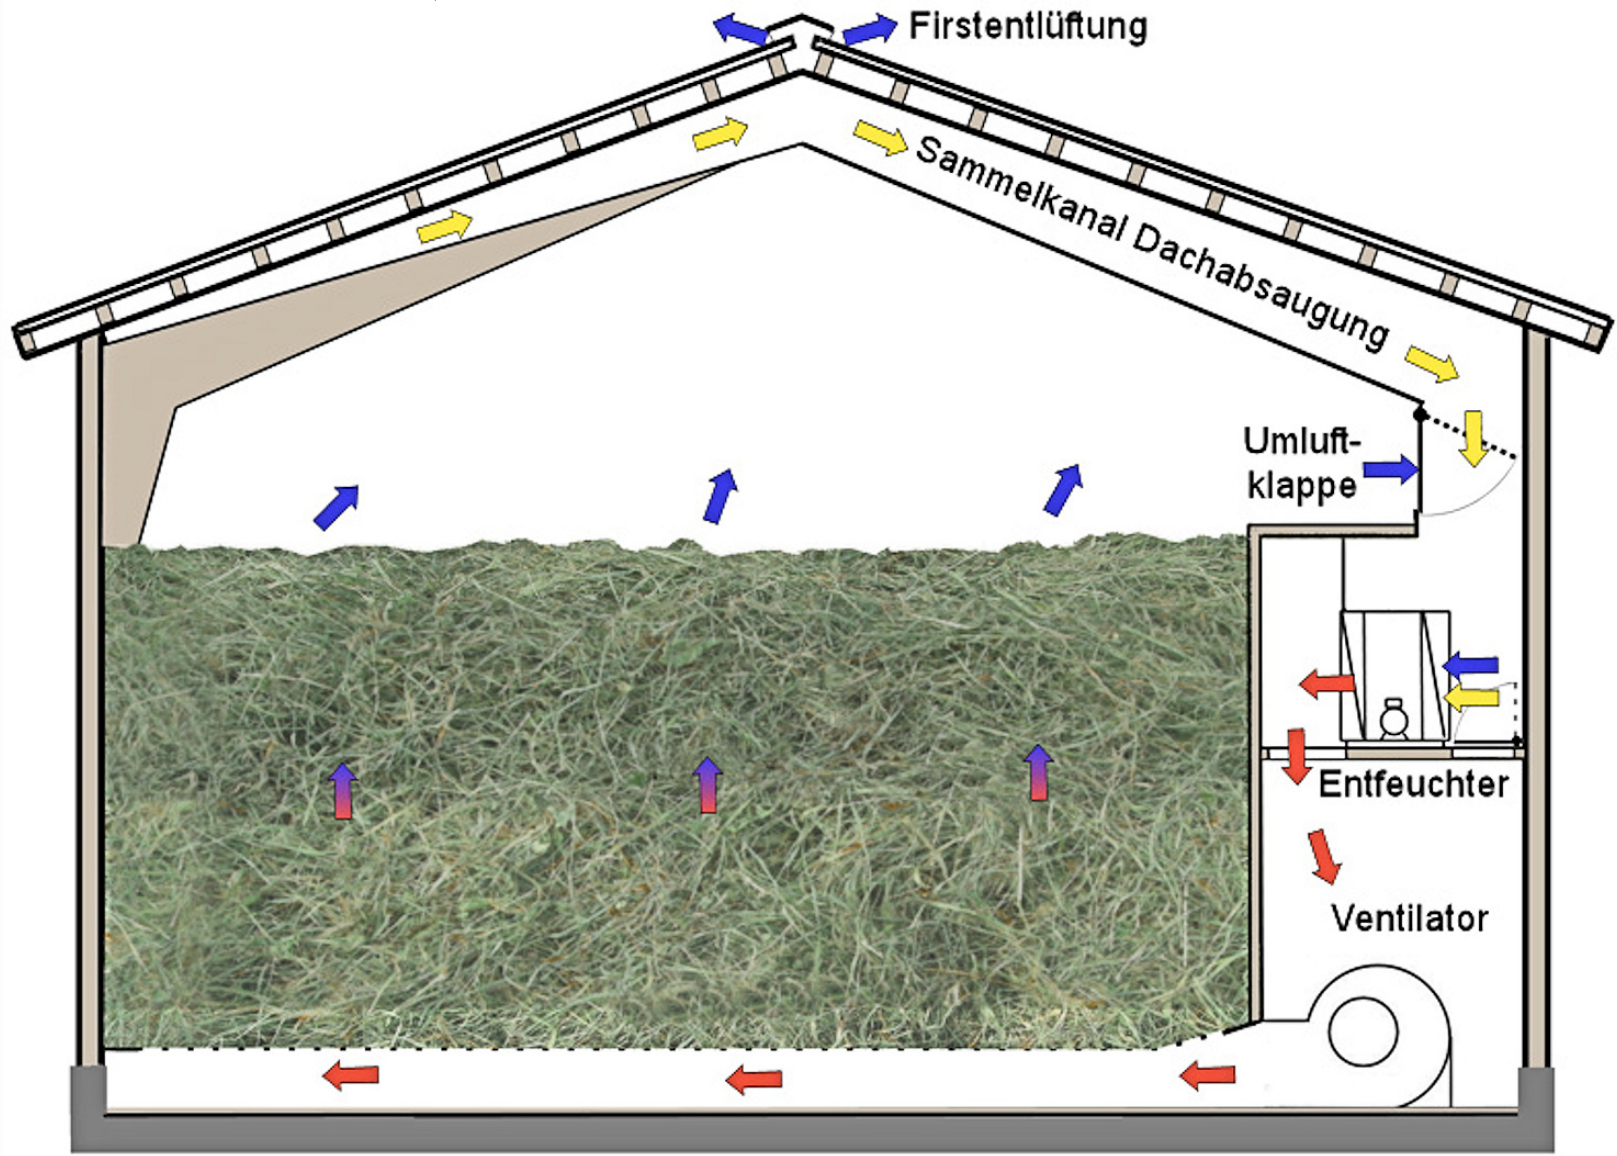 Firstentlüftung
Sammelkanal Dachabsaugung
Umluft-
klappe
Entfeuchter
Ventilator